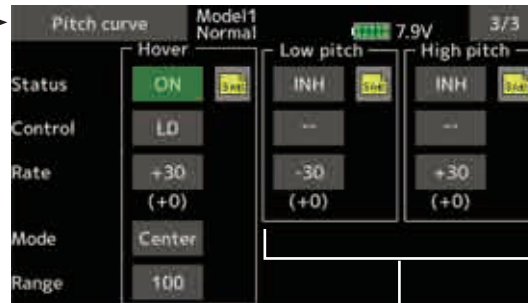 Pitch curve Model1 Normal 7.9V 3/3
Hover Low pitch High pitch
Status ON INH INH
Control LD -- --
Rate +30 -30 +30
(+0) (+0) (+0)
Mode Center
Range 100